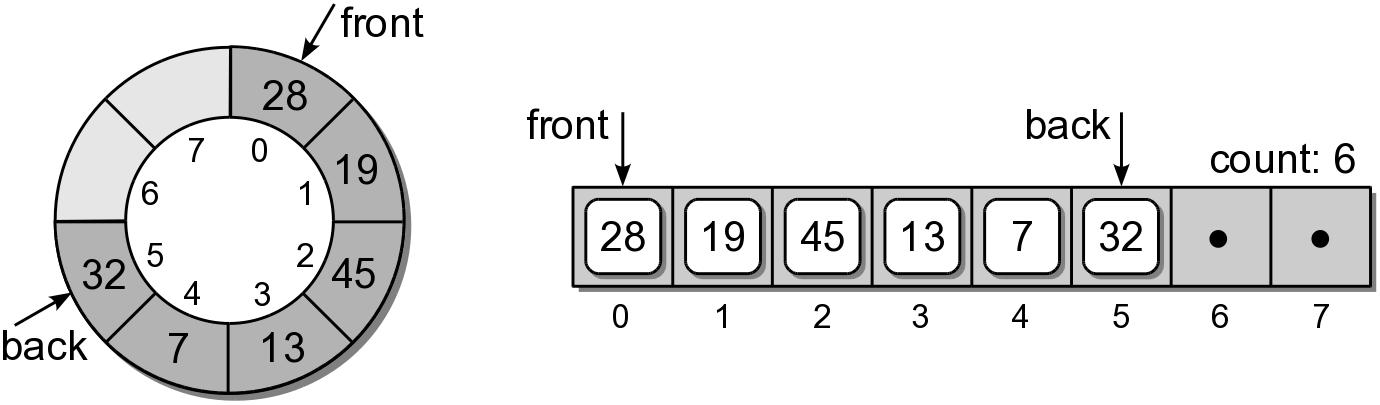 front
28
19
45
13
7
32
back
7 0
6 1
5 2
4 3
front
back
count: 6
28 19 45 13 7 32 • •
0 1 2 3 4 5 6 7